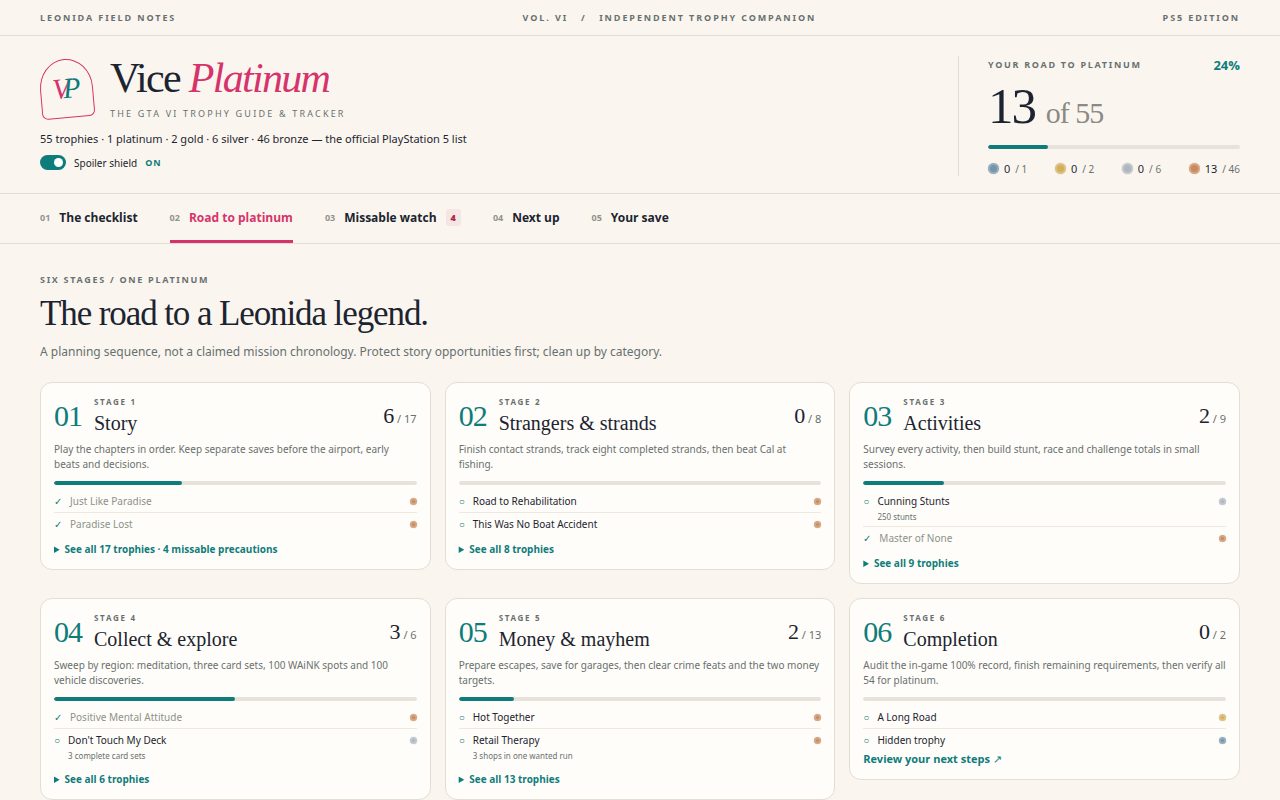 LEONIDA FIELD NOTES
VOL. VI / INDEPENDENT TROPHY COMPANION
PS5 EDITION
VP
Vice Platinum
THE GTA VI TROPHY GUIDE & TRACKER
55 trophies · 1 platinum · 2 gold · 6 silver · 46 bronze — the official PlayStation 5 list
Spoiler shield ON
YOUR ROAD TO PLATINUM 24%
13 of 55
0 / 1 0 / 2 0 / 6 13 / 46
01 The checklist
02 Road to platinum
03 Missable watch 4
04 Next up
05 Your save
SIX STAGES / ONE PLATINUM
The road to a Leonida legend.
A planning sequence, not a claimed mission chronology. Protect story opportunities first; clean up by category.
01 STAGE 1
Story 6 / 17
Play the chapters in order. Keep separate saves before the airport, early
beats and decisions.
✓ Just Like Paradise
✓ Paradise Lost
▶ See all 17 trophies · 4 missable precautions
02 STAGE 2
Strangers & strands 0 / 8
Finish contact strands, track eight completed strands, then beat Cal at
fishing.
○ Road to Rehabilitation
○ This Was No Boat Accident
▶ See all 8 trophies
03 STAGE 3
Activities 2 / 9
Survey every activity, then build stunt, race and challenge totals in small
sessions.
○ Cunning Stunts
250 stunts
✓ Master of None
▶ See all 9 trophies
04 STAGE 4
Collect & explore 3 / 6
Sweep by region: meditation, three card sets, 100 WAiNK spots and 100
vehicle discoveries.
✓ Positive Mental Attitude
○ Don't Touch My Deck
3 complete card sets
▶ See all 6 trophies
05 STAGE 5
Money & mayhem 2 / 13
Prepare escapes, save for garages, then clear crime feats and the two money
targets.
○ Hot Together
○ Retail Therapy
3 shops in one wanted run
▶ See all 13 trophies
06 STAGE 6
Completion 0 / 2
Audit the in-game 100% record, finish remaining requirements, then verify all
54 for platinum.
○ A Long Road
○ Hidden trophy
Review your next steps ↗